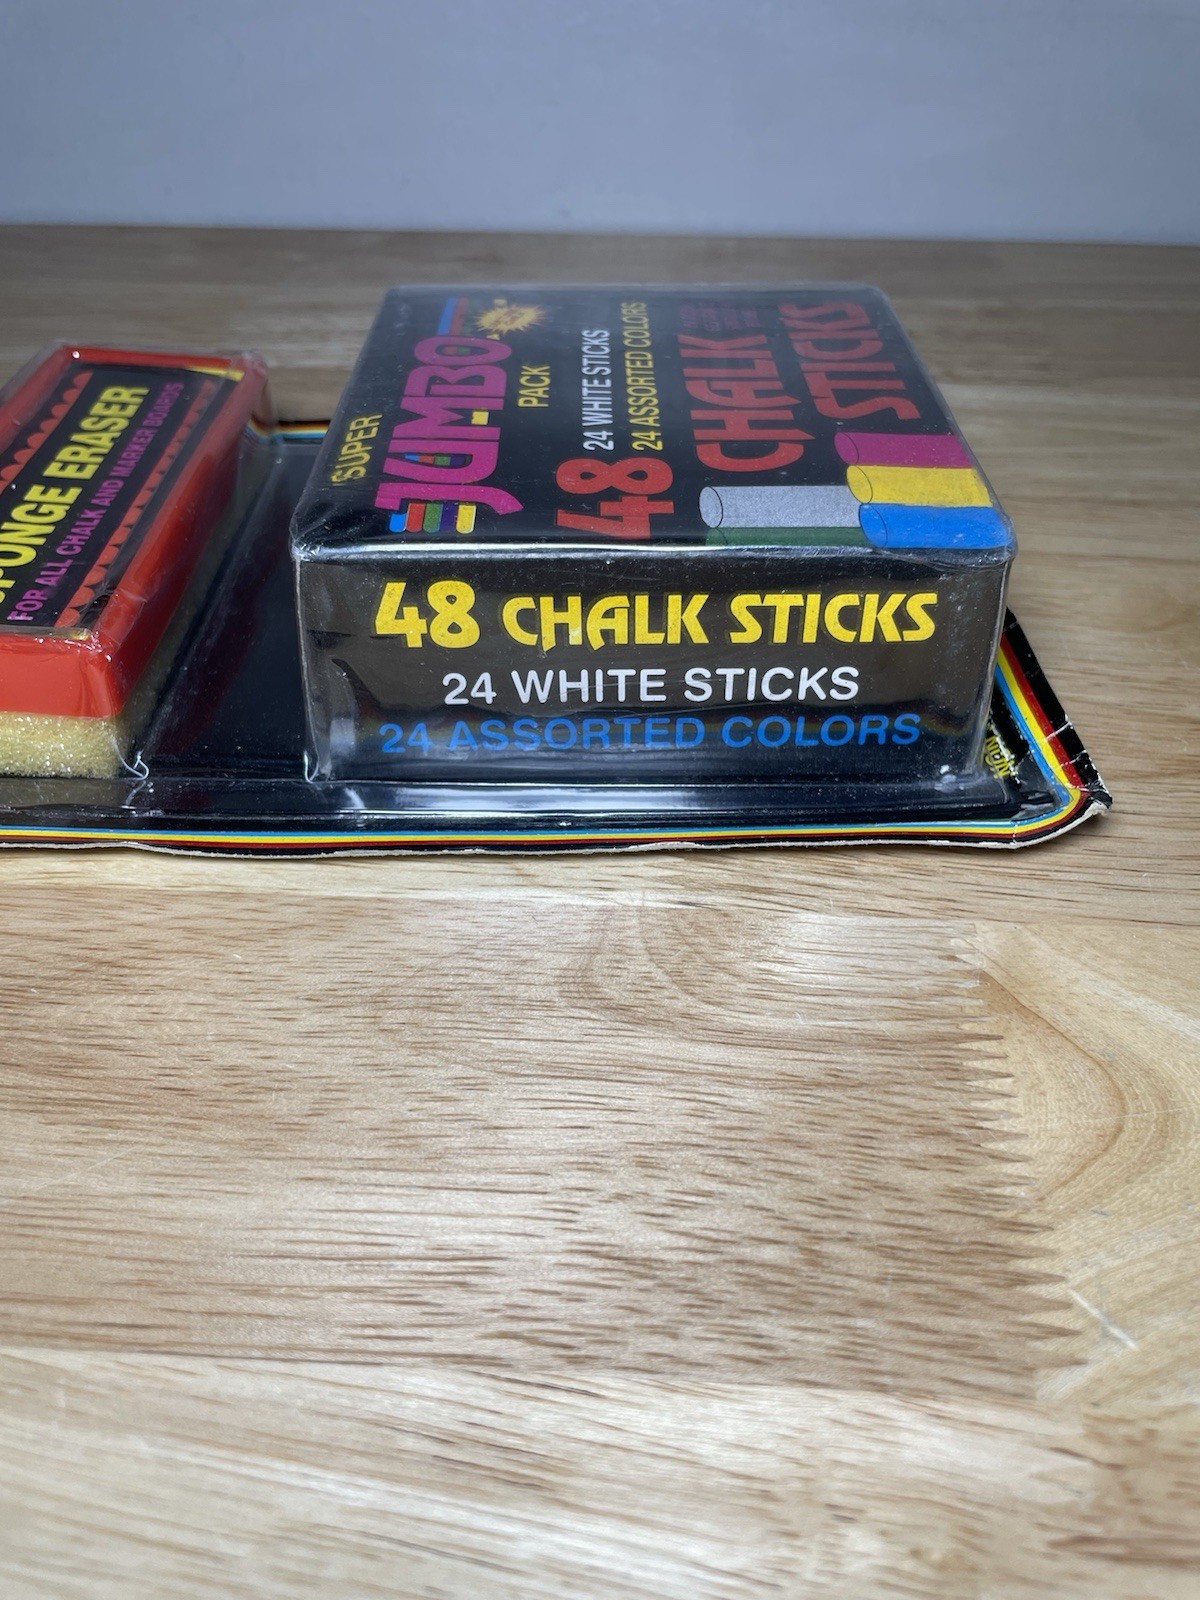 SPONGE ERASER
FOR ALL CHALK AND MARKER BOARDS
SUPER
JUMBO
PACK
48
24 WHITE STICKS
24 ASSORTED COLORS
CHALK
STICKS
48 CHALK STICKS
24 WHITE STICKS
24 ASSORTED COLORS